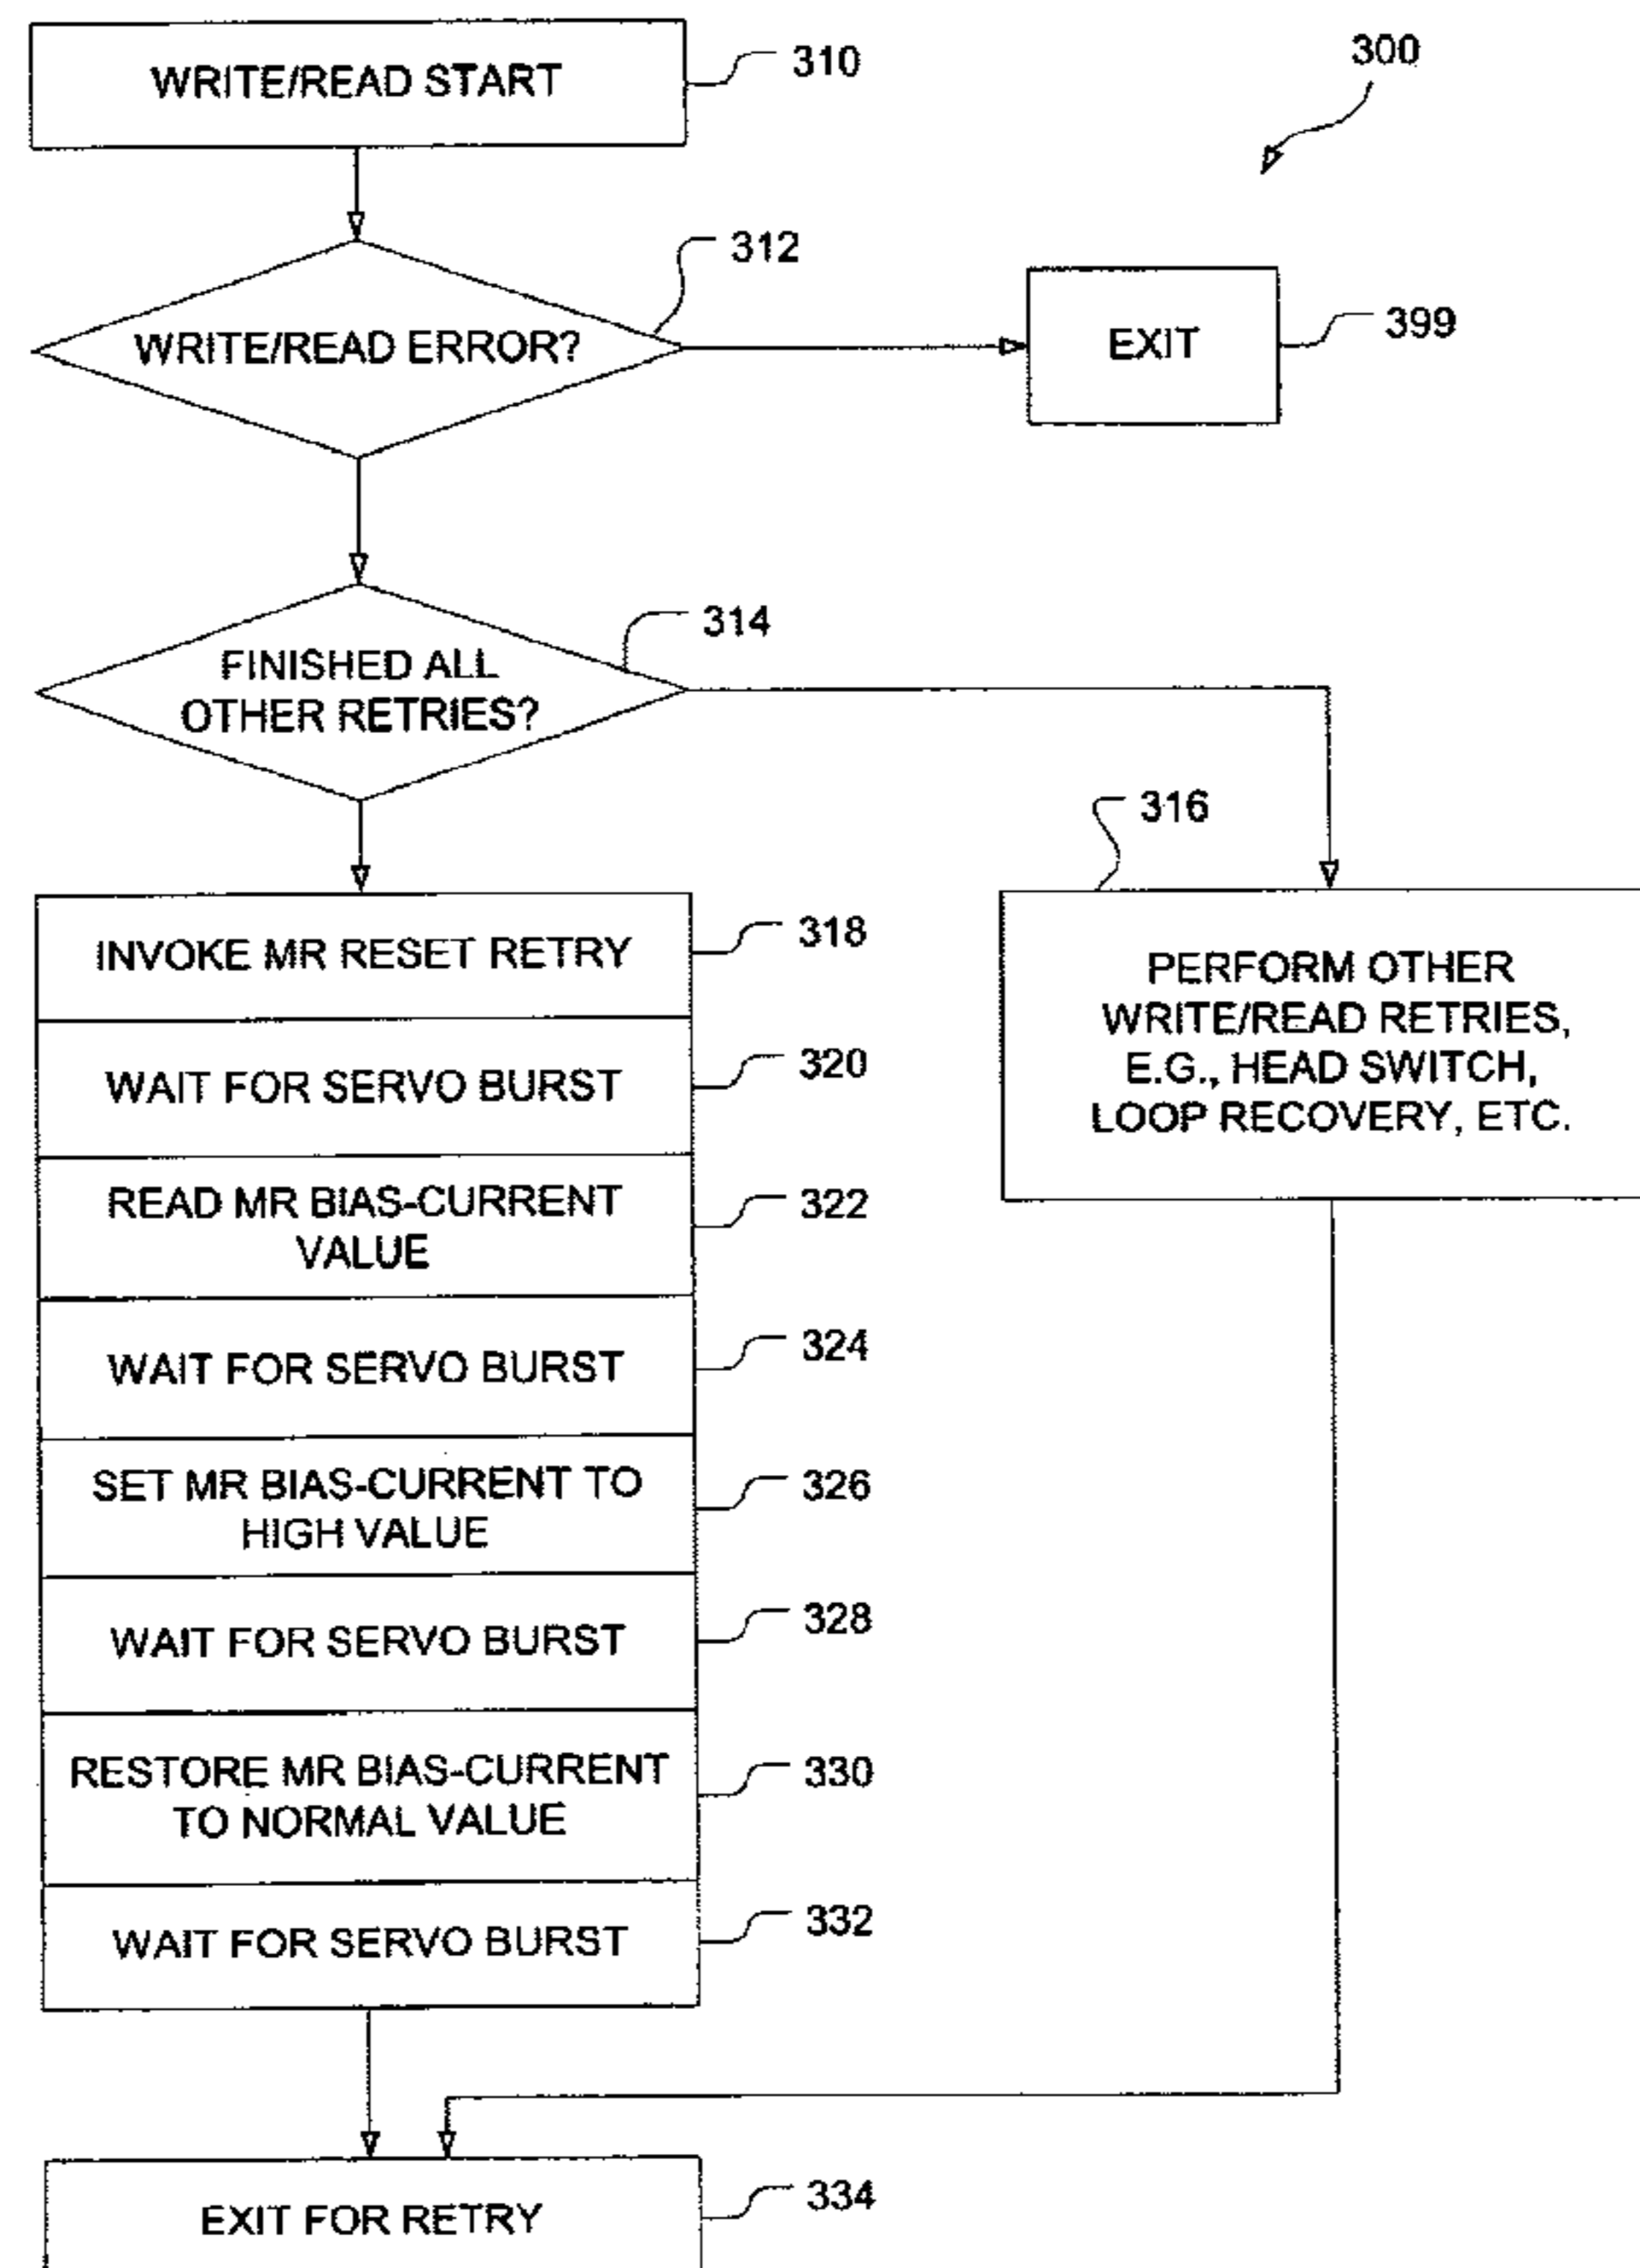 WRITE/READ START
310
300
312
WRITE/READ ERROR?
EXIT
399
314
FINISHED ALL
OTHER RETRIES?
316
PERFORM OTHER
WRITE/READ RETRIES,
E.G., HEAD SWITCH,
LOOP RECOVERY, ETC.
INVOKE MR RESET RETRY
318
WAIT FOR SERVO BURST
320
READ MR BIAS-CURRENT
VALUE
322
WAIT FOR SERVO BURST
324
SET MR BIAS-CURRENT TO
HIGH VALUE
326
WAIT FOR SERVO BURST
328
RESTORE MR BIAS-CURRENT
TO NORMAL VALUE
330
WAIT FOR SERVO BURST
332
EXIT FOR RETRY
334